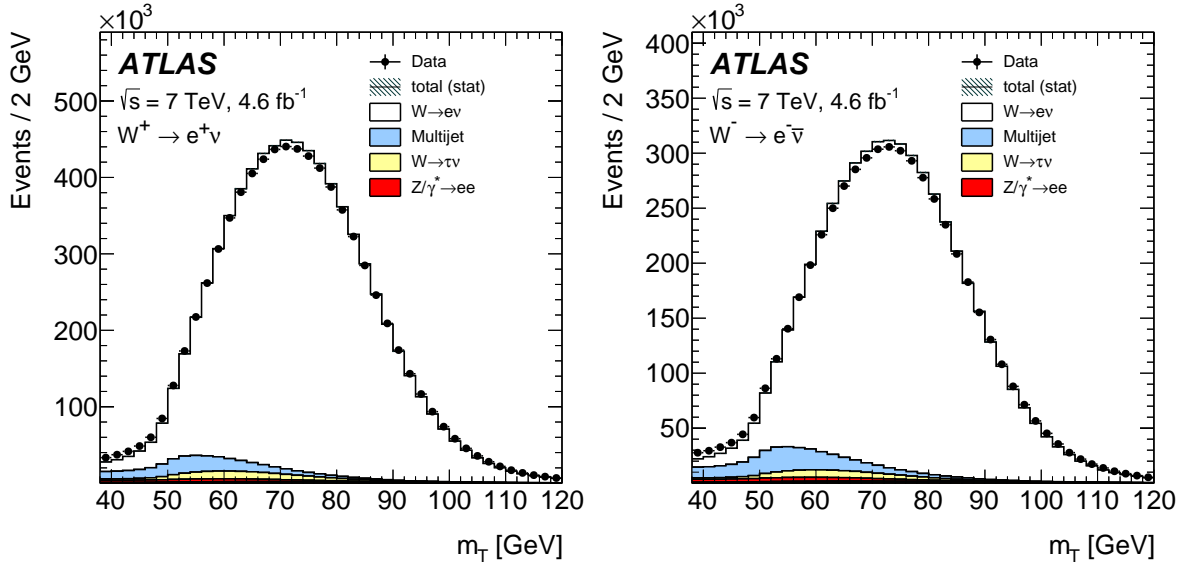 ×10³
Events / 2 GeV
ATLAS
√s = 7 TeV, 4.6 fb⁻¹
W⁺ → e⁺ν
Data
total (stat)
W→eν
Multijet
W→τν
Z/γ*→ee
500
400
300
200
100
40 50 60 70 80 90 100 110 120
m_T [GeV]
×10³
Events / 2 GeV
ATLAS
√s = 7 TeV, 4.6 fb⁻¹
W⁻ → e⁻ν̅
Data
total (stat)
W→eν
Multijet
W→τν
Z/γ*→ee
400
350
300
250
200
150
100
50
40 50 60 70 80 90 100 110 120
m_T [GeV]